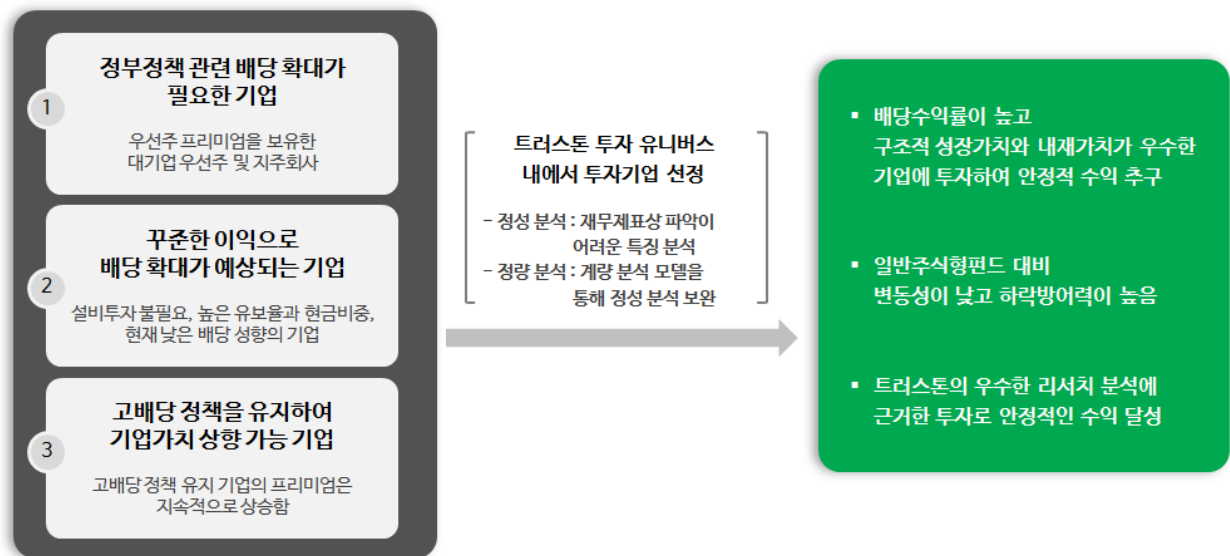 1
정부정책 관련 배당 확대가
필요한 기업
우선주 프리미엄을 보유한
대기업 우선주 및 지주회사
2
꾸준한 이익으로
배당 확대가 예상되는 기업
설비투자 불필요, 높은 유보율과 현금비중,
현재 낮은 배당 성향의 기업
3
고배당 정책을 유지하여
기업가치 상향 가능 기업
고배당 정책 유지 기업의 프리미엄은
지속적으로 상승함
트러스톤 투자 유니버스
내에서 투자기업 선정
- 정성 분석 : 재무제표상 파악이
어려운 특징 분석
- 정량 분석 : 계량 분석 모델을
통해 정성 분석 보완
▪ 배당수익률이 높고
구조적 성장가치와 내재가치가 우수한
기업에 투자하여 안정적 수익 추구
▪ 일반주식형펀드 대비
변동성이 낮고 하락방어력이 높음
▪ 트러스톤의 우수한 리서치 분석에
근거한 투자로 안정적인 수익 달성